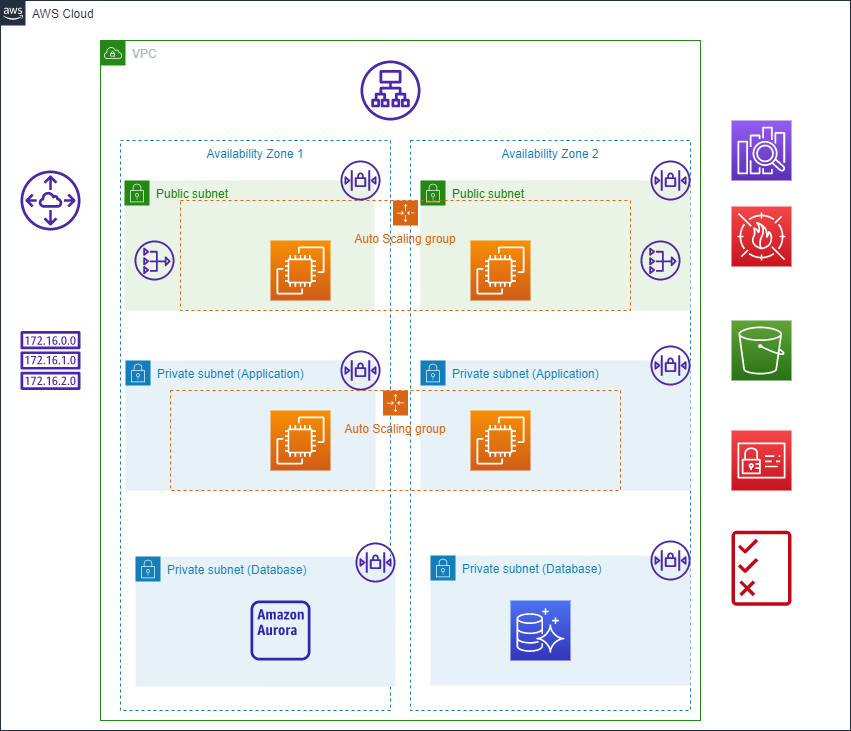 aws
AWS Cloud
VPC
Availability Zone 1
Availability Zone 2
Public subnet
Public subnet
Auto Scaling group
172.16.0.0
172.16.1.0
172.16.2.0
Private subnet (Application)
Private subnet (Application)
Auto Scaling group
Private subnet (Database)
Private subnet (Database)
Amazon
Aurora